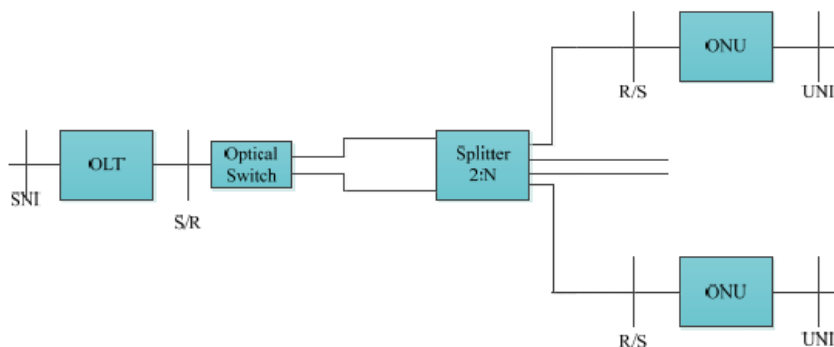 ONU
R/S
UNI
OLT
Optical
Switch
Splitter
2:N
SNI
S/R
ONU
R/S
UNI